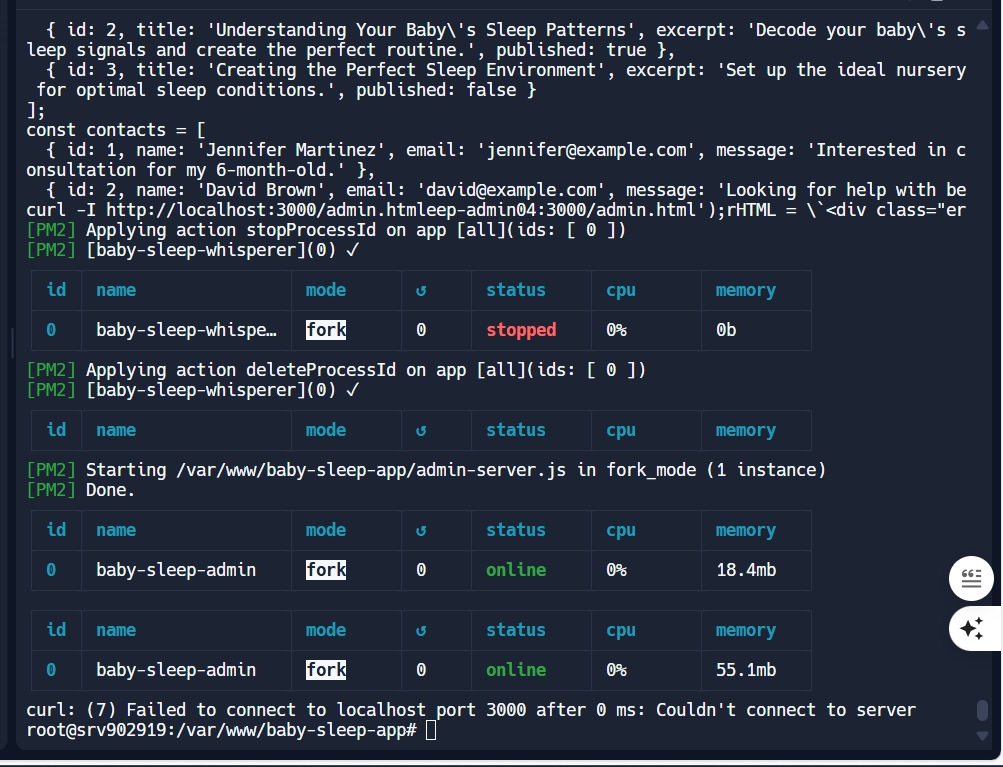 { id: 2, title: 'Understanding Your Baby\'s Sleep Patterns', excerpt: 'Decode your baby\'s s
leep signals and create the perfect routine.', published: true },
  { id: 3, title: 'Creating the Perfect Sleep Environment', excerpt: 'Set up the ideal nursery
 for optimal sleep conditions.', published: false }
];
const contacts = [
  { id: 1, name: 'Jennifer Martinez', email: 'jennifer@example.com', message: 'Interested in c
onsultation for my 6-month-old.' },
  { id: 2, name: 'David Brown', email: 'david@example.com', message: 'Looking for help with be
curl -I http://localhost:3000/admin.htmleep-admin04:3000/admin.html');rHTML = \`<div class="er
[PM2] Applying action stopProcessId on app [all](ids: [ 0 ])
[PM2] [baby-sleep-whisperer](0) ✓
id name mode ↺ status cpu memory
0 baby-sleep-whispe… fork 0 stopped 0% 0b
[PM2] Applying action deleteProcessId on app [all](ids: [ 0 ])
[PM2] [baby-sleep-whisperer](0) ✓
id name mode ↺ status cpu memory
[PM2] Starting /var/www/baby-sleep-app/admin-server.js in fork_mode (1 instance)
[PM2] Done.
id name mode ↺ status cpu memory
0 baby-sleep-admin fork 0 online 0% 18.4mb
id name mode ↺ status cpu memory
0 baby-sleep-admin fork 0 online 0% 55.1mb
curl: (7) Failed to connect to localhost port 3000 after 0 ms: Couldn't connect to server
root@srv902919:/var/www/baby-sleep-app#